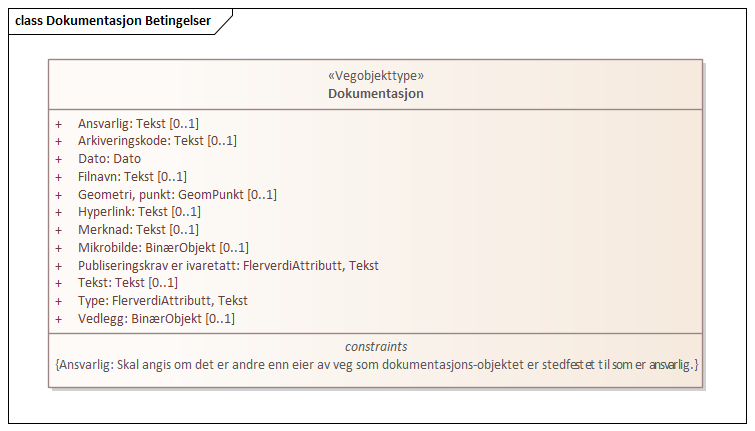 class Dokumentasjon Betingelser
«Vegobjekttype»
Dokumentasjon
+ Ansvarlig: Tekst [0..1]
+ Arkiveringskode: Tekst [0..1]
+ Dato: Dato
+ Filnavn: Tekst [0..1]
+ Geometri, punkt: GeomPunkt [0..1]
+ Hyperlink: Tekst [0..1]
+ Merknad: Tekst [0..1]
+ Mikrobilde: BinærObjekt [0..1]
+ Publiseringskrav er ivaretatt: FlerverdiAttributt, Tekst
+ Tekst: Tekst [0..1]
+ Type: FlerverdiAttributt, Tekst
+ Vedlegg: BinærObjekt [0..1]
constraints
{Ansvarlig: Skal angis om det er andre enn eier av veg som dokumentasjons-objektet er stedfestet til som er ansvarlig.}